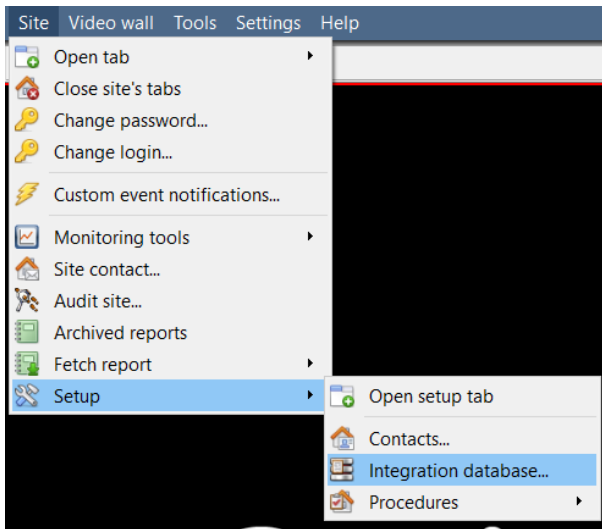 Site Video wall Tools Settings Help
Open tab
Close site's tabs
Change password...
Change login...
Custom event notifications...
Monitoring tools
Site contact...
Audit site...
Archived reports
Fetch report
Setup
Open setup tab
Contacts...
Integration database...
Procedures